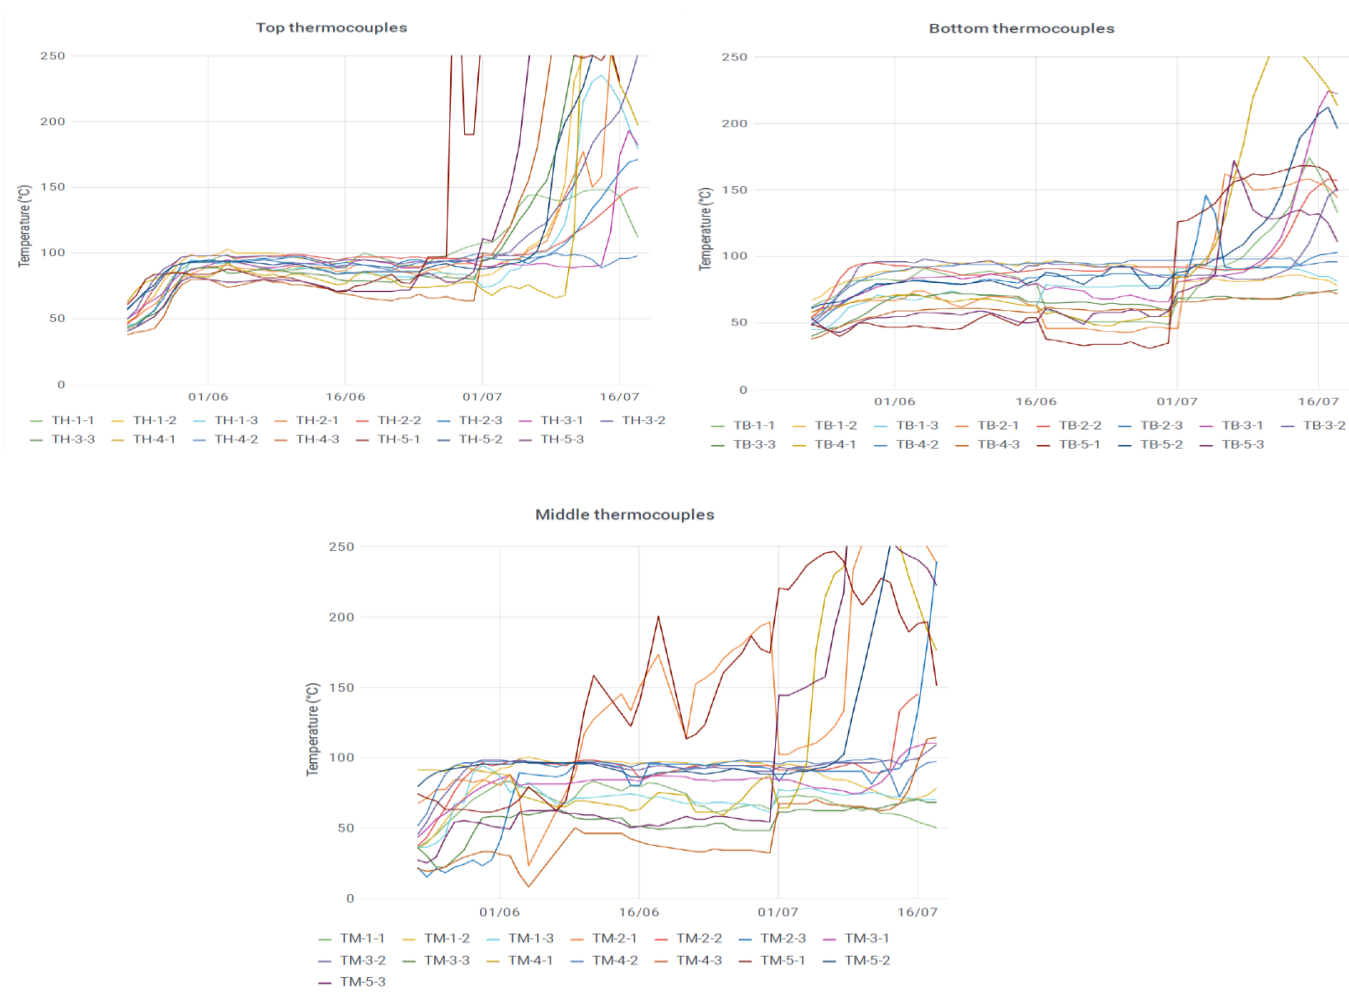 Top thermocouples
Temperature (°C)
250
200
150
100
50
0
01/06 16/06 01/07 16/07
TH-1-1 TH-1-2 TH-1-3 TH-2-1 TH-2-2 TH-2-3 TH-3-1 TH-3-2
TH-3-3 TH-4-1 TH-4-2 TH-4-3 TH-5-1 TH-5-2 TH-5-3
Bottom thermocouples
Temperature (°C)
250
200
150
100
50
0
01/06 16/06 01/07 16/07
TB-1-1 TB-1-2 TB-1-3 TB-2-1 TB-2-2 TB-2-3 TB-3-1 TB-3-2
TB-3-3 TB-4-1 TB-4-2 TB-4-3 TB-5-1 TB-5-2 TB-5-3
Middle thermocouples
Temperature (°C)
250
200
150
100
50
0
01/06 16/06 01/07 16/07
TM-1-1 TM-1-2 TM-1-3 TM-2-1 TM-2-2 TM-2-3 TM-3-1
TM-3-2 TM-3-3 TM-4-1 TM-4-2 TM-4-3 TM-5-1 TM-5-2
TM-5-3